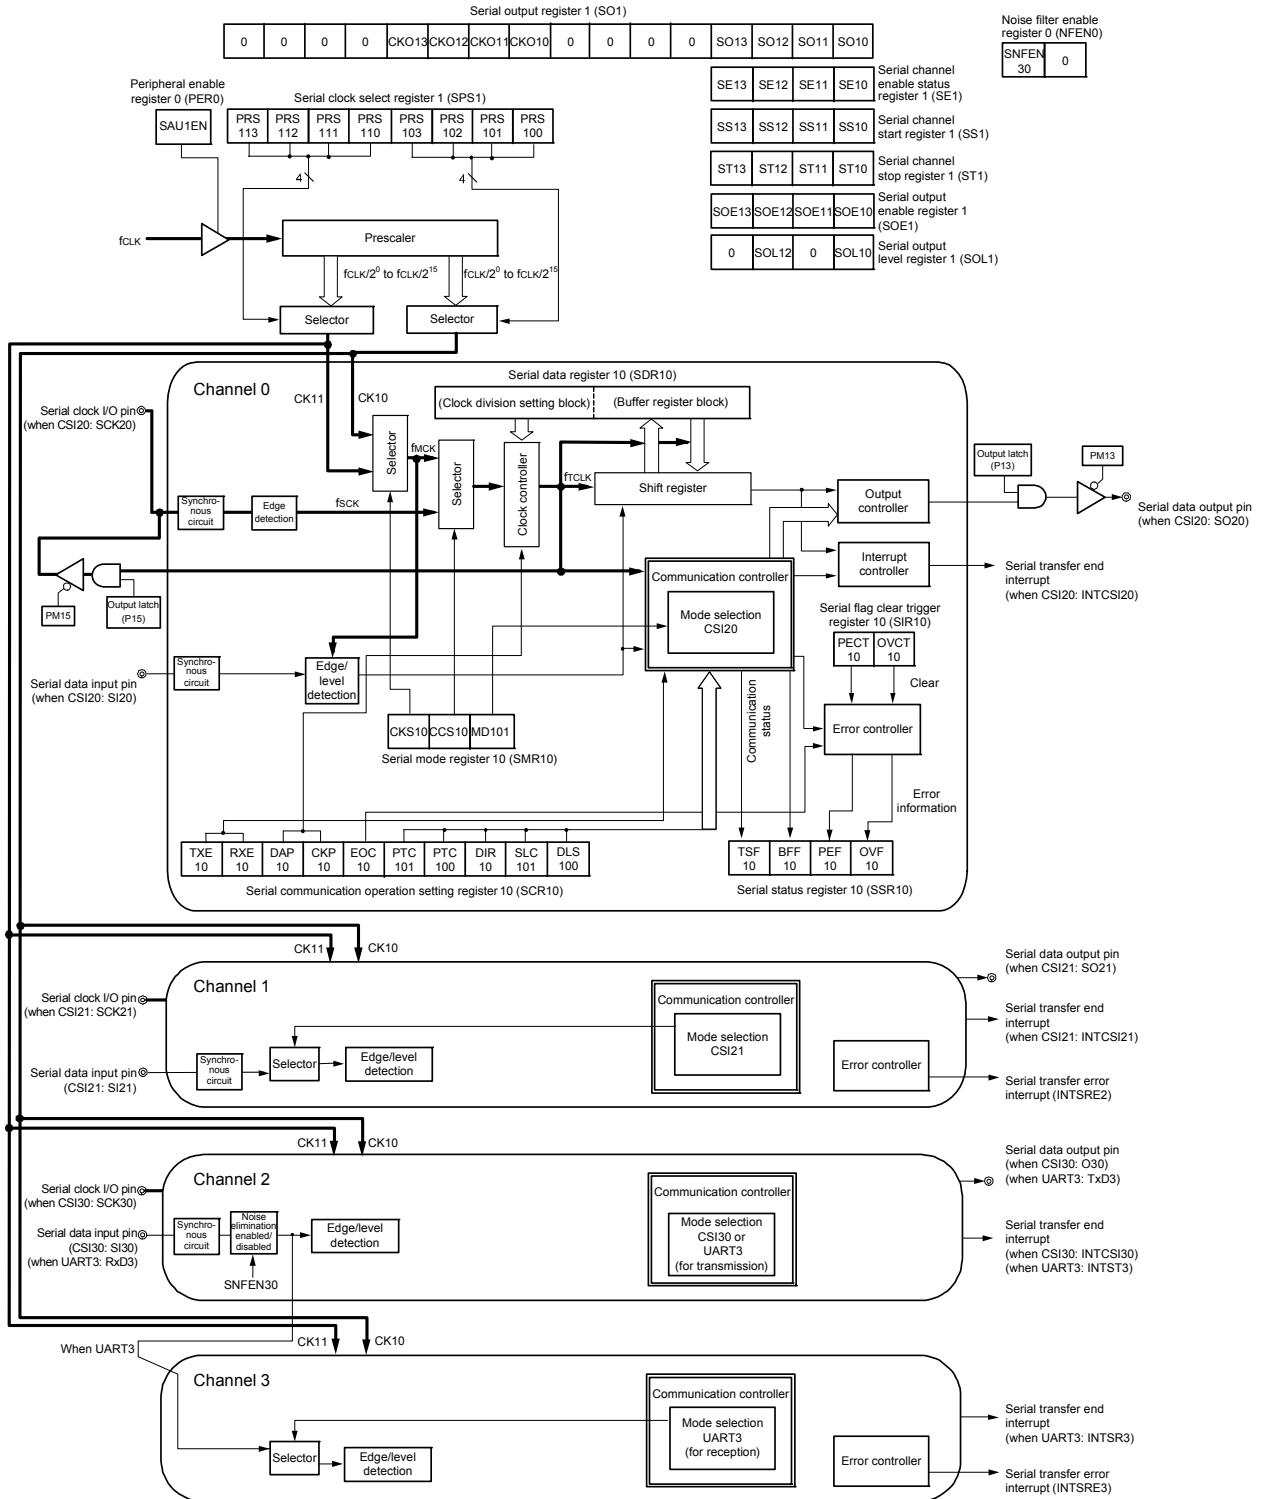 Serial output register 1 (SO1)
0 0 0 0 CKO13 CKO12 CKO11 CKO10 0 0 0 0 SO13 SO12 SO11 SO10
Noise filter enable
register 0 (NFEN0)
SNFEN
30
0
Peripheral enable
register 0 (PER0)
SAU1EN
Serial clock select register 1 (SPS1)
PRS PRS PRS PRS PRS PRS PRS PRS
113 112 111 110 103 102 101 100
4
4
SE13 SE12 SE11 SE10
Serial channel
enable status
register 1 (SE1)
SS13 SS12 SS11 SS10
Serial channel
start register 1 (SS1)
ST13 ST12 ST11 ST10
Serial channel
stop register 1 (ST1)
SOE13 SOE12 SOE11 SOE10
Serial output
enable register 1
(SOE1)
0 SOL12 0 SOL10
Serial output
level register 1 (SOL1)
fCLK
Prescaler
fCLK/2⁰ to fCLK/2¹⁵
fCLK/2⁰ to fCLK/2¹⁵
Selector
Selector
Channel 0
CK11
CK10
Serial data register 10 (SDR10)
(Clock division setting block)
(Buffer register block)
Serial clock I/O pin
(when CSI20: SCK20)
Selector
fMCK
Selector
Clock controller
fTCLK
Shift register
Synchro-
nous
circuit
Edge
detection
fSCK
Output
controller
Output latch
(P13)
PM13
Serial data output pin
(when CSI20: SO20)
Interrupt
controller
Serial transfer end
interrupt
(when CSI20: INTCSI20)
PM15
Output latch
(P15)
Communication controller
Mode selection
CSI20
Serial flag clear trigger
register 10 (SIR10)
PECT OVCT
10 10
Clear
Serial data input pin
(when CSI20: SI20)
Synchro-
nous
circuit
Edge/
level
detection
CKS10 CCS10 MD101
Serial mode register 10 (SMR10)
Communication
status
Error controller
Error
information
TXE RXE DAP CKP EOC PTC PTC DIR SLC DLS
10 10 10 10 10 101 100 10 101 100
Serial communication operation setting register 10 (SCR10)
TSF BFF PEF OVF
10 10 10 10
Serial status register 10 (SSR10)
CK11
CK10
Channel 1
Serial clock I/O pin
(when CSI21: SCK21)
Serial data input pin
(CSI21: SI21)
Synchro-
nous
circuit
Selector
Edge/level
detection
Communication controller
Mode selection
CSI21
Error controller
Serial data output pin
(when CSI21: SO21)
Serial transfer end
interrupt
(when CSI21: INTCSI21)
Serial transfer error
interrupt (INTSRE2)
CK11
CK10
Channel 2
Serial clock I/O pin
(when CSI30: SCK30)
Serial data input pin
(CSI30: SI30)
(when UART3: RxD3)
Synchro-
nous
circuit
Noise
elimination
enabled/
disabled
SNFEN30
Edge/level
detection
Communication controller
Mode selection
CSI30 or
UART3
(for transmission)
Serial data output pin
(when CSI30: O30)
(when UART3: TxD3)
Serial transfer end
interrupt
(when CSI30: INTCSI30)
(when UART3: INTST3)
CK11
CK10
When UART3
Channel 3
Selector
Edge/level
detection
Communication controller
Mode selection
UART3
(for reception)
Error controller
Serial transfer end
interrupt
(when UART3: INTSR3)
Serial transfer error
interrupt (INTSRE3)